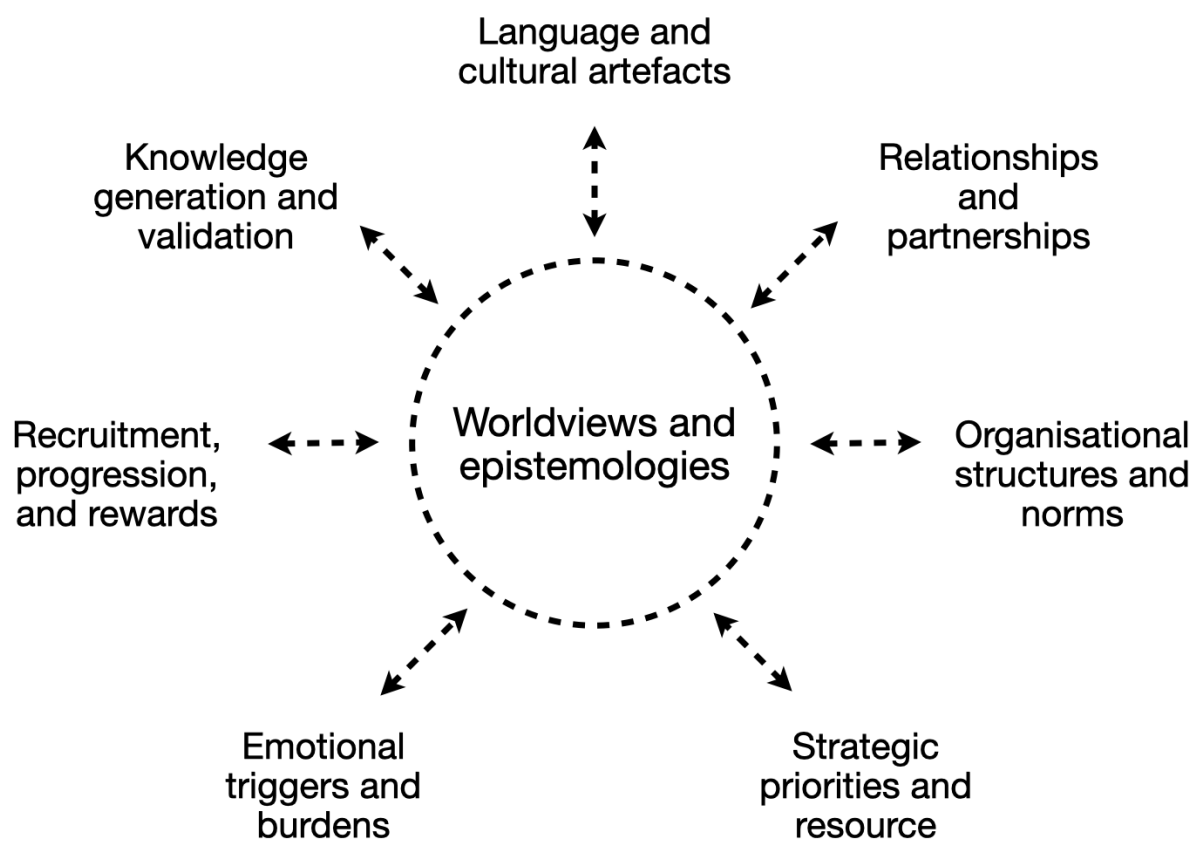 Language and
cultural artefacts
Knowledge
generation and
validation
Relationships
and
partnerships
Worldviews and
epistemologies
Recruitment,
progression,
and rewards
Organisational
structures and
norms
Emotional
triggers and
burdens
Strategic
priorities and
resource